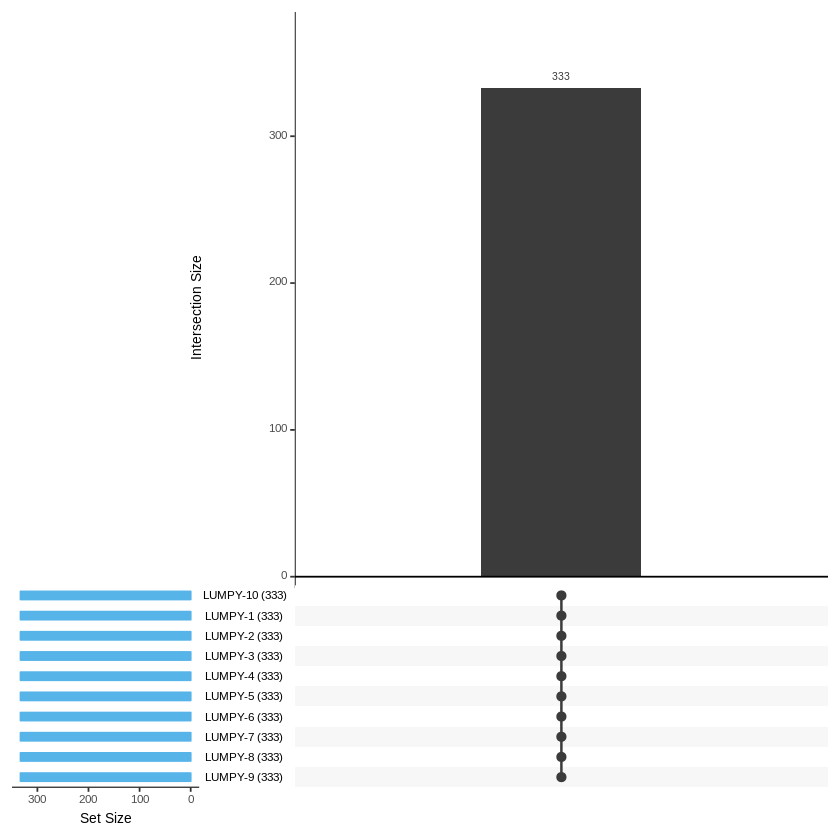 333
300
200
100
0
Intersection Size
LUMPY-10 (333)
LUMPY-1 (333)
LUMPY-2 (333)
LUMPY-3 (333)
LUMPY-4 (333)
LUMPY-5 (333)
LUMPY-6 (333)
LUMPY-7 (333)
LUMPY-8 (333)
LUMPY-9 (333)
300 200 100 0
Set Size